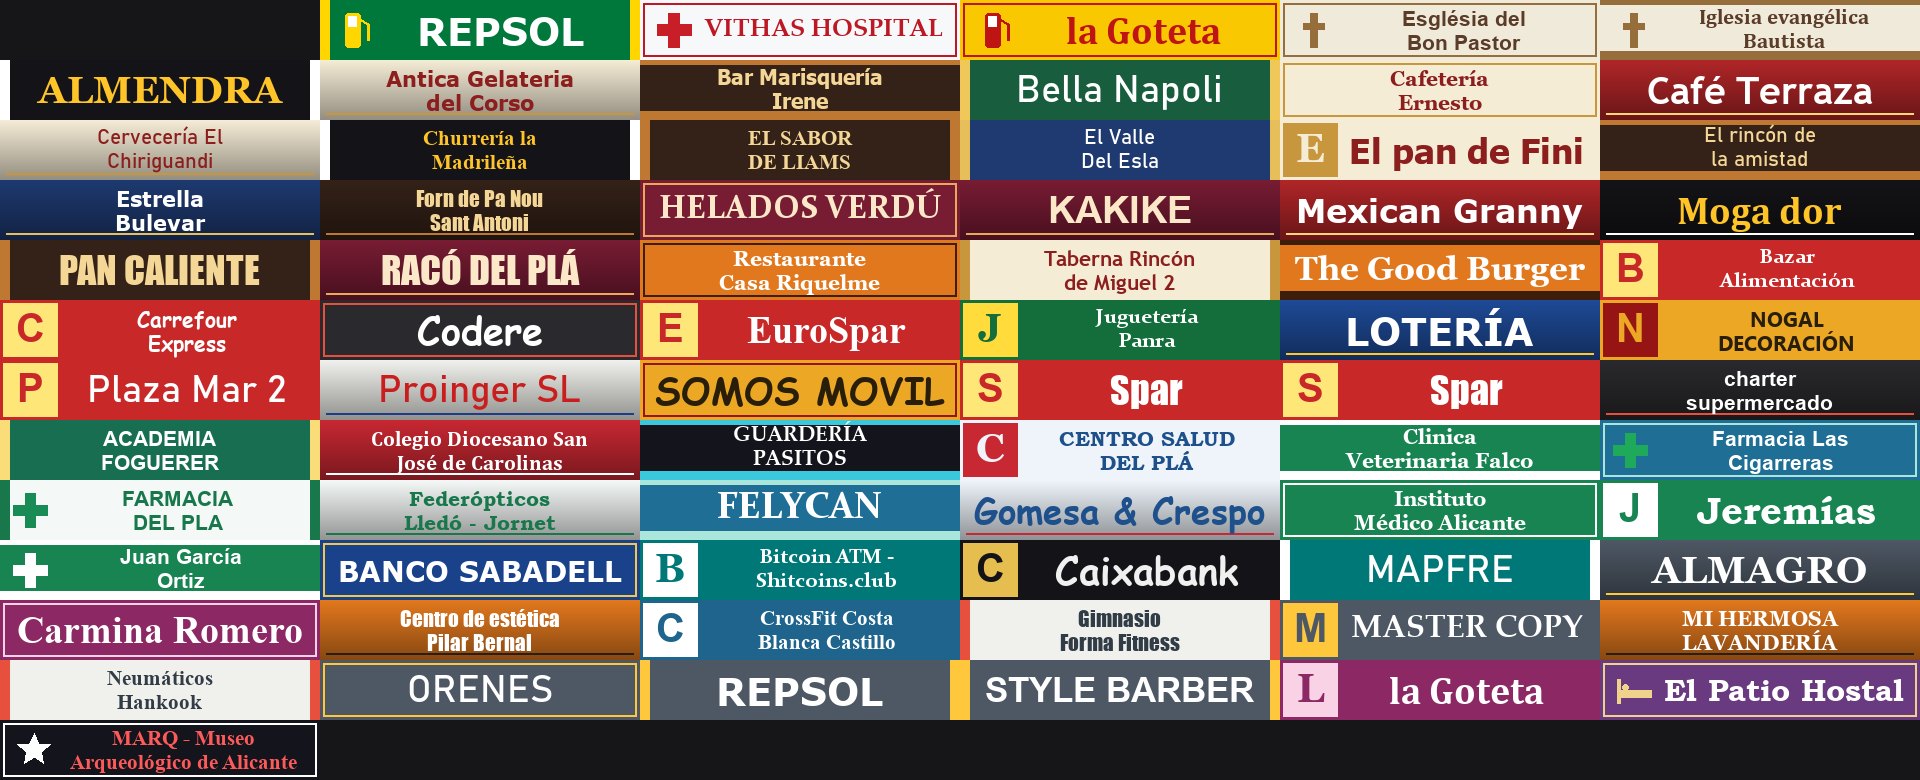 REPSOL
VITHAS HOSPITAL
la Goteta
Església del
Bon Pastor
Iglesia evangélica
Bautista
ALMENDRA
Antica Gelateria
del Corso
Bar Marisquería
Irene
Bella Napoli
Cafetería
Ernesto
Café Terraza
Cervecería El
Chiriguandi
Churrería la
Madrileña
EL SABOR
DE LIAMS
El Valle
Del Esla
E El pan de Fini
El rincón de
la amistad
Estrella
Bulevar
Forn de Pa Nou
Sant Antoni
HELADOS VERDÚ
KAKIKE
Mexican Granny
Moga dor
PAN CALIENTE
RACÓ DEL PLÁ
Restaurante
Casa Riquelme
Taberna Rincón
de Miguel 2
The Good Burger
B Bazar
Alimentación
C Carrefour
Express
Codere
E EuroSpar
J Juguetería
Panra
LOTERÍA
N NOGAL
DECORACIÓN
P Plaza Mar 2
Proinger SL
SOMOS MOVIL
S Spar
S Spar
charter
supermercado
ACADEMIA
FOGUERER
Colegio Diocesano San
José de Carolinas
GUARDERÍA
PASITOS
C CENTRO SALUD
DEL PLÁ
Clinica
Veterinaria Falco
Farmacia Las
Cigarreras
FARMACIA
DEL PLA
Federópticos
Lledó - Jornet
FELYCAN
Gomesa & Crespo
Instituto
Médico Alicante
J Jeremías
Juan García
Ortiz
BANCO SABADELL
B Bitcoin ATM -
Shitcoins.club
C Caixabank
MAPFRE
ALMAGRO
Carmina Romero
Centro de estética
Pilar Bernal
C CrossFit Costa
Blanca Castillo
Gimnasio
Forma Fitness
M MASTER COPY
MI HERMOSA
LAVANDERÍA
Neumáticos
Hankook
ORENES
REPSOL
STYLE BARBER
L la Goteta
El Patio Hostal
MARQ - Museo
Arqueológico de Alicante